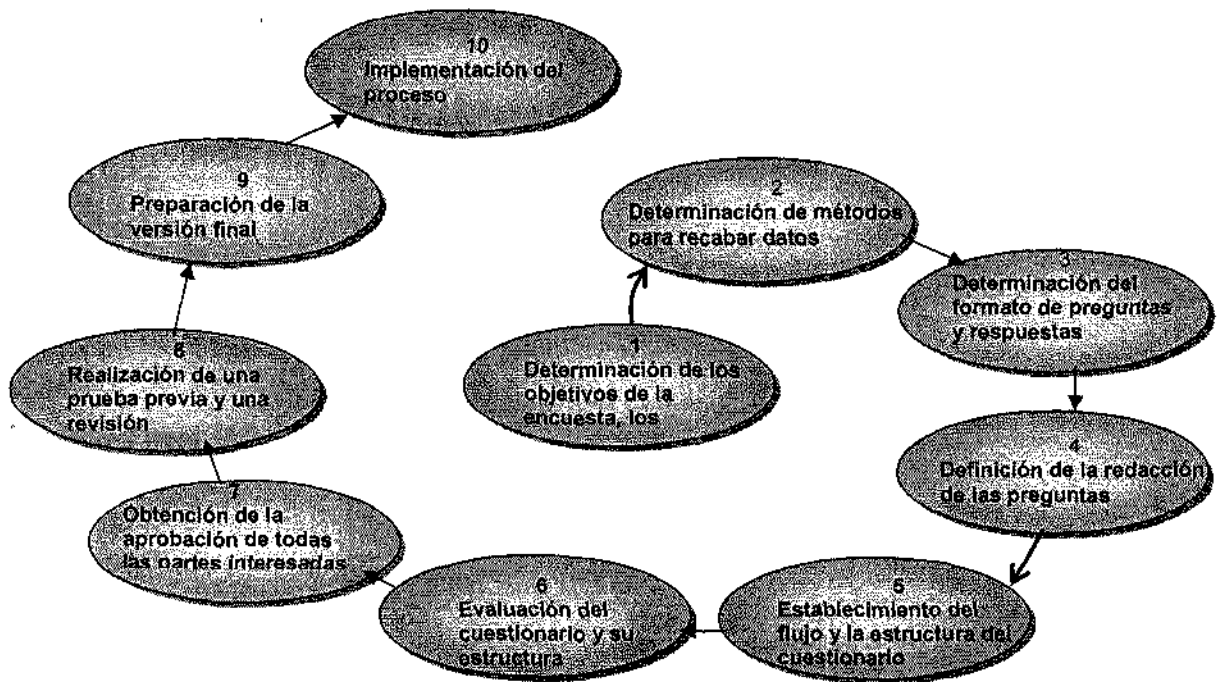 10
Implementación del
proceso
9
Preparación de la
versión final
2
Determinación de métodos
para recabar datos
3
Determinación del
formato de preguntas
y respuestas
8
Realización de una
prueba previa y una
revisión
1
Determinación de los
objetivos de la
encuesta, los
4
Definición de la redacción
de las preguntas
7
Obtención de la
aprobación de todas
las partes interesadas
6
Evaluación del
cuestionario y su
estructura
5
Establecimiento del
flujo y la estructura del
cuestionario